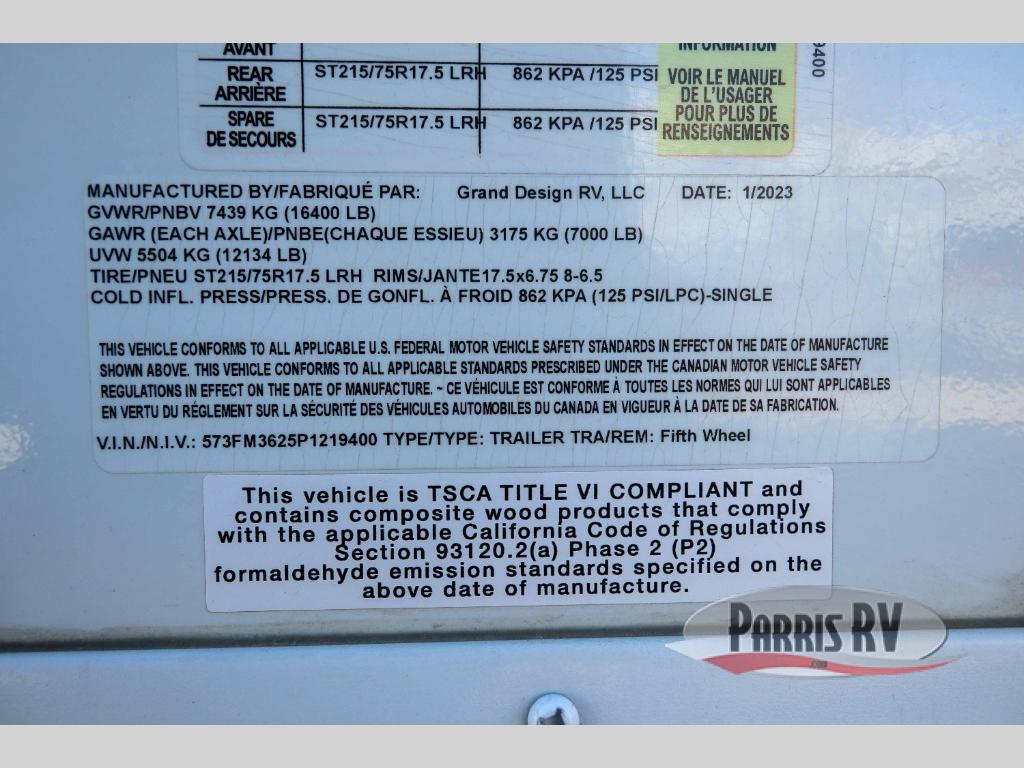 AVANT
REAR ST215/75R17.5 LRH 862 KPA /125 PSI
ARRIÈRE
SPARE ST215/75R17.5 LRH 862 KPA /125 PSI
DE SECOURS
INFORMATION
VOIR LE MANUEL
DE L'USAGER
POUR PLUS DE
RENSEIGNEMENTS
9400
MANUFACTURED BY/FABRIQUÉ PAR: Grand Design RV, LLC DATE: 1/2023
GVWR/PNBV 7439 KG (16400 LB)
GAWR (EACH AXLE)/PNBE(CHAQUE ESSIEU) 3175 KG (7000 LB)
UVW 5504 KG (12134 LB)
TIRE/PNEU ST215/75R17.5 LRH RIMS/JANTE17.5x6.75 8-6.5
COLD INFL. PRESS/PRESS. DE GONFL. À FROID 862 KPA (125 PSI/LPC)-SINGLE
THIS VEHICLE CONFORMS TO ALL APPLICABLE U.S. FEDERAL MOTOR VEHICLE SAFETY STANDARDS IN EFFECT ON THE DATE OF MANUFACTURE
SHOWN ABOVE. THIS VEHICLE CONFORMS TO ALL APPLICABLE STANDARDS PRESCRIBED UNDER THE CANADIAN MOTOR VEHICLE SAFETY
REGULATIONS IN EFFECT ON THE DATE OF MANUFACTURE. ~ CE VÉHICULE EST CONFORME À TOUTES LES NORMES QUI LUI SONT APPLICABLES
EN VERTU DU RÉGLEMENT SUR LA SÉCURITÉ DES VÉHICULES AUTOMOBILES DU CANADA EN VIGUEUR À LA DATE DE SA FABRICATION.
V.I.N./N.I.V.: 573FM3625P1219400 TYPE/TYPE: TRAILER TRA/REM: Fifth Wheel
This vehicle is TSCA TITLE VI COMPLIANT and
contains composite wood products that comply
with the applicable California Code of Regulations
Section 93120.2(a) Phase 2 (P2)
formaldehyde emission standards specified on the
above date of manufacture.
PARRIS RV
.com